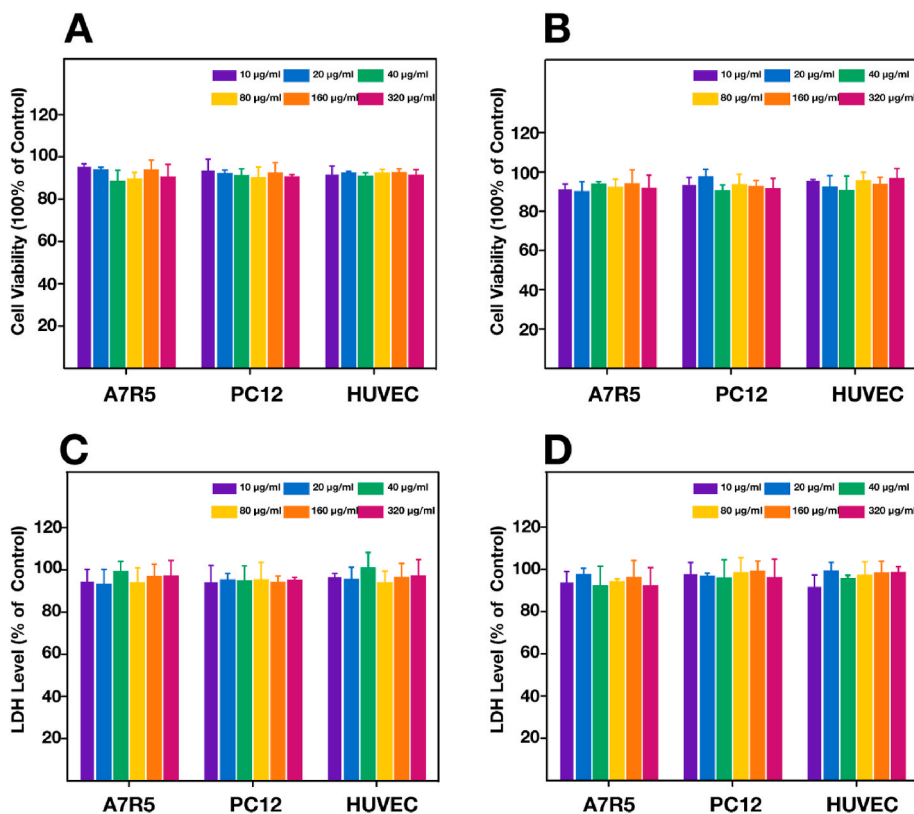 A
10 µg/ml 20 µg/ml 40 µg/ml
80 µg/ml 160 µg/ml 320 µg/ml
Cell Viability (100% of Control)
120
100
80
60
40
20
A7R5 PC12 HUVEC
B
10 µg/ml 20 µg/ml 40 µg/ml
80 µg/ml 160 µg/ml 320 µg/ml
Cell Viability (100% of Control)
120
100
80
60
40
20
A7R5 PC12 HUVEC
C
10 µg/ml 20 µg/ml 40 µg/ml
80 µg/ml 160 µg/ml 320 µg/ml
LDH Level (% of Control)
120
100
80
60
40
20
A7R5 PC12 HUVEC
D
10 µg/ml 20 µg/ml 40 µg/ml
80 µg/ml 160 µg/ml 320 µg/ml
LDH Level (% of Control)
120
100
80
60
40
20
A7R5 PC12 HUVEC